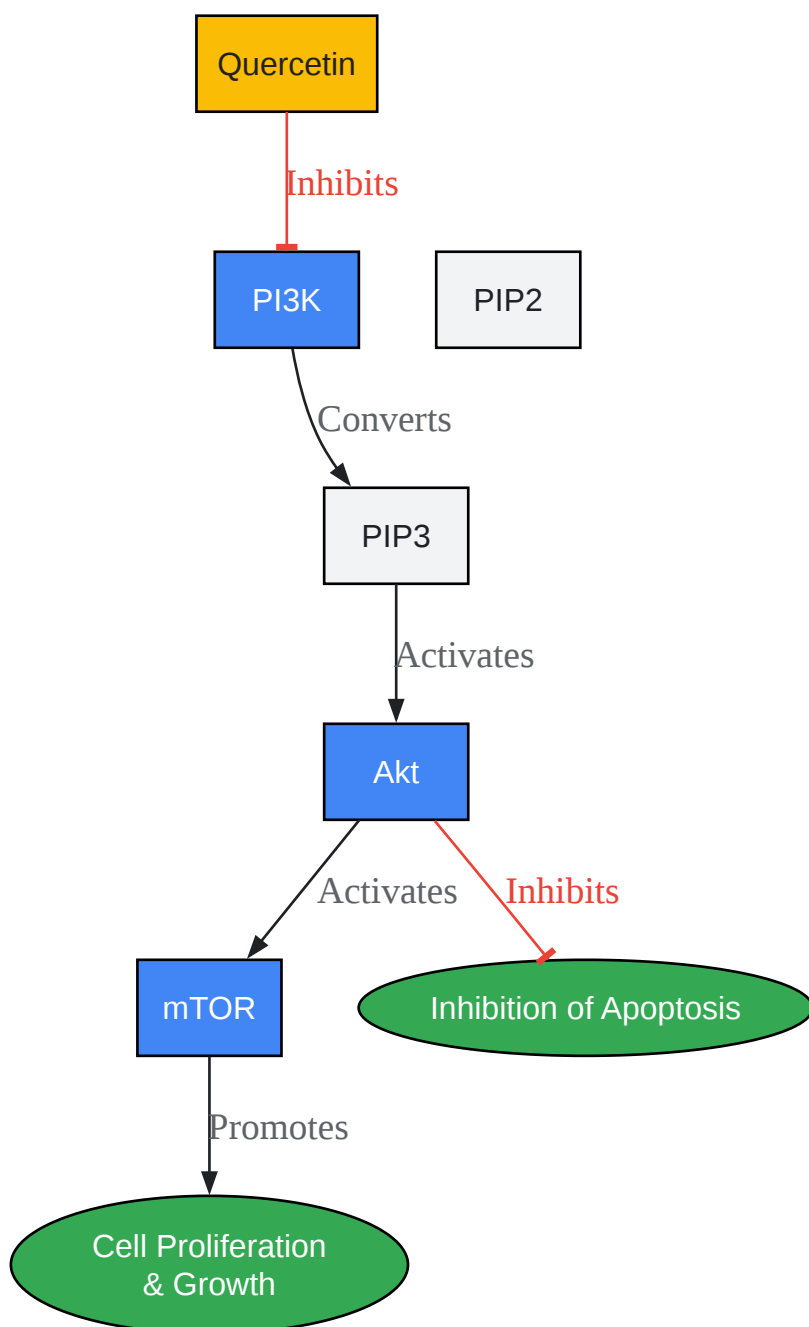 Quercetin
Inhibits
PI3K
PIP2
Converts
PIP3
Activates
Akt
Activates
Inhibits
mTOR
Inhibition of Apoptosis
Promotes
Cell Proliferation
& Growth